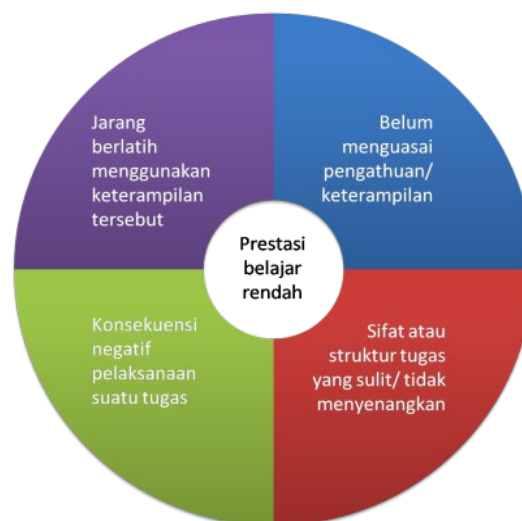 Jarang
berlatih
menggunakan
keterampilan
tersebut
Belum
menguasai
pengathuan/
keterampilan
Prestasi
belajar
rendah
Konsekuensi
negatif
pelaksanaan
suatu tugas
Sifat atau
struktur tugas
yang sulit/ tidak
menyenangkan